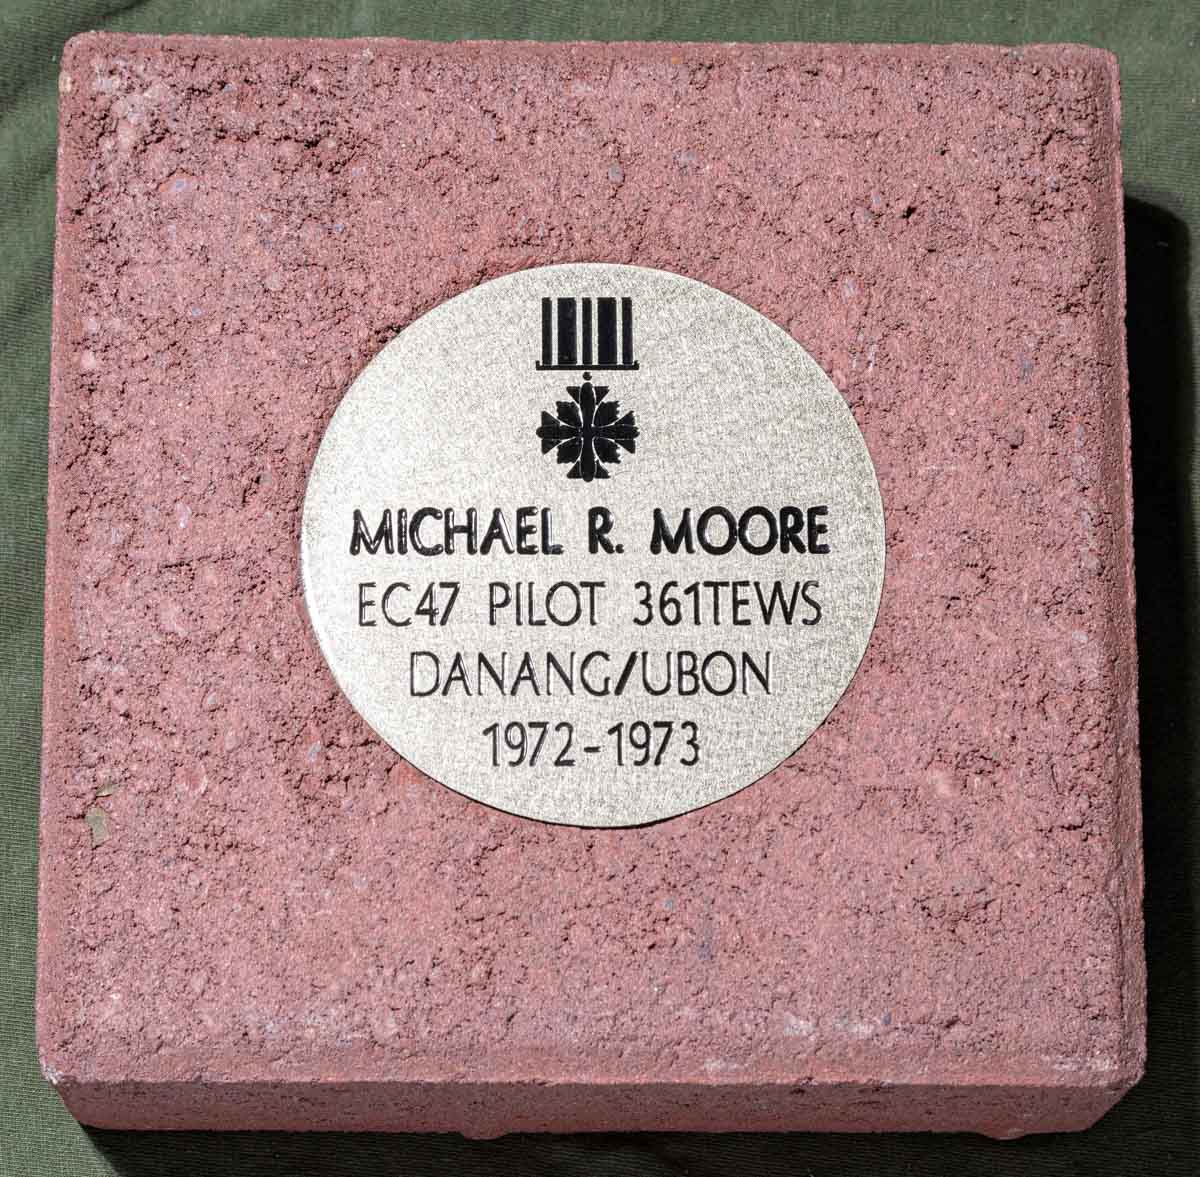 MICHAEL R. MOORE
EC47 PILOT 361TEWS
DANANG/UBON
1972-1973